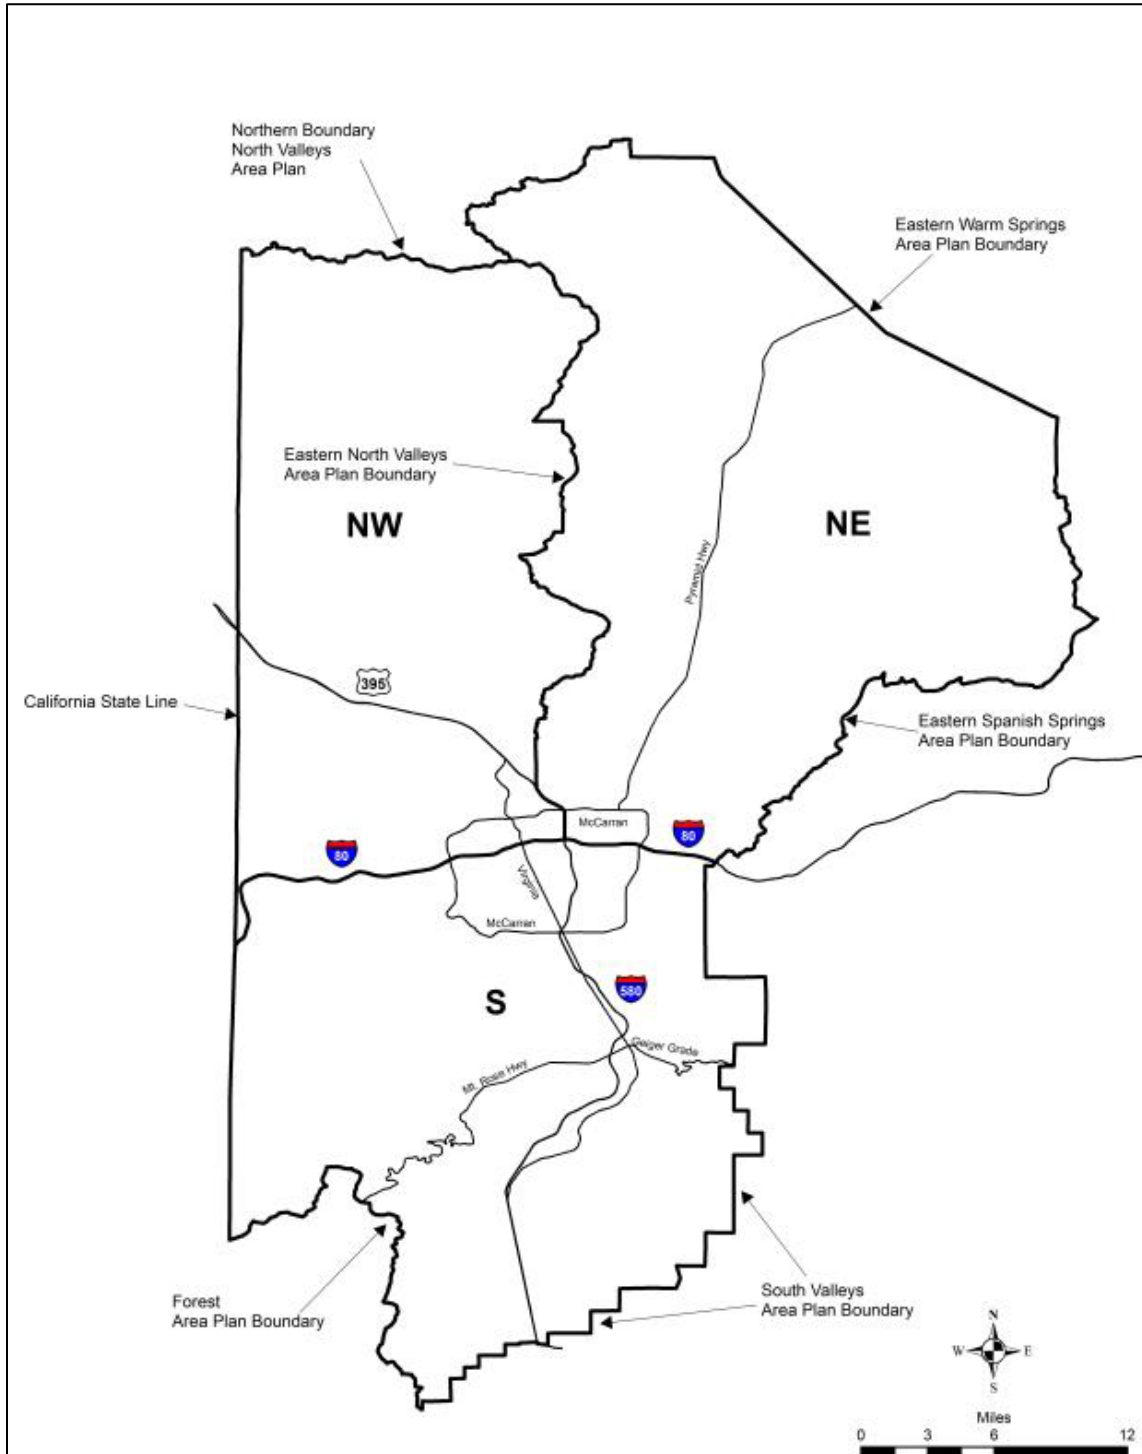 Northern Boundary
North Valleys
Area Plan
Eastern Warm Springs
Area Plan Boundary
Eastern North Valleys
Area Plan Boundary
NW
NE
Pyramid Hwy
395
California State Line
Eastern Spanish Springs
Area Plan Boundary
McCarran
80
80
Virginia
McCarran
580
S
Geiger Grade
Mt. Rose Hwy
Forest
Area Plan Boundary
South Valleys
Area Plan Boundary
N
W E
S
Miles
0 3 6 12